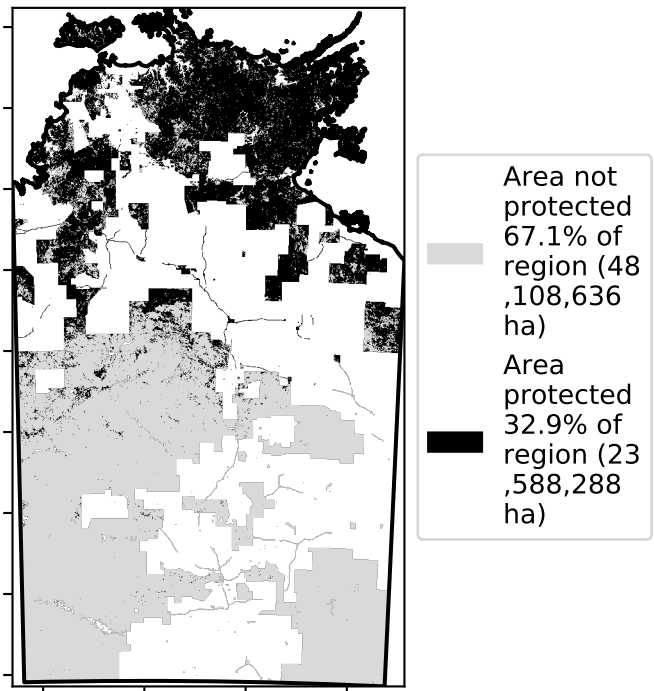 Area not
protected
67.1% of
region (48
,108,636
ha)
Area
protected
32.9% of
region (23
,588,288
ha)